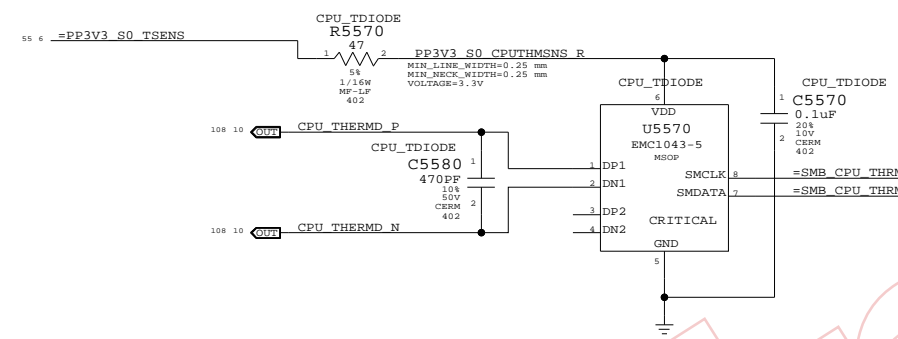 CPU_TDIODE
R5570
47
55 6 =PP3V3_S0_TSENS
1 2 PP3V3_S0_CPUTHMSNS_R
5%
1/16W
MF-LF
402
MIN_LINE_WIDTH=0.25 mm
MIN_NECK_WIDTH=0.25 mm
VOLTAGE=3.3V
CPU_TDIODE
6
VDD
U5570
EMC1043-5
MSOP
CPU_TDIODE
1 C5570
0.1uF
20%
10V
2 CERM
402
108 10 OUT CPU_THERMD_P
CPU_TDIODE
C5580 1
470PF
10%
50V
CERM 2
402
108 10 OUT CPU_THERMD_N
1 DP1
2 DN1
3 DP2
4 DN2
SMCLK 8 =SMB_CPU_THRM
SMDATA 7 =SMB_CPU_THRM
CRITICAL
GND
5